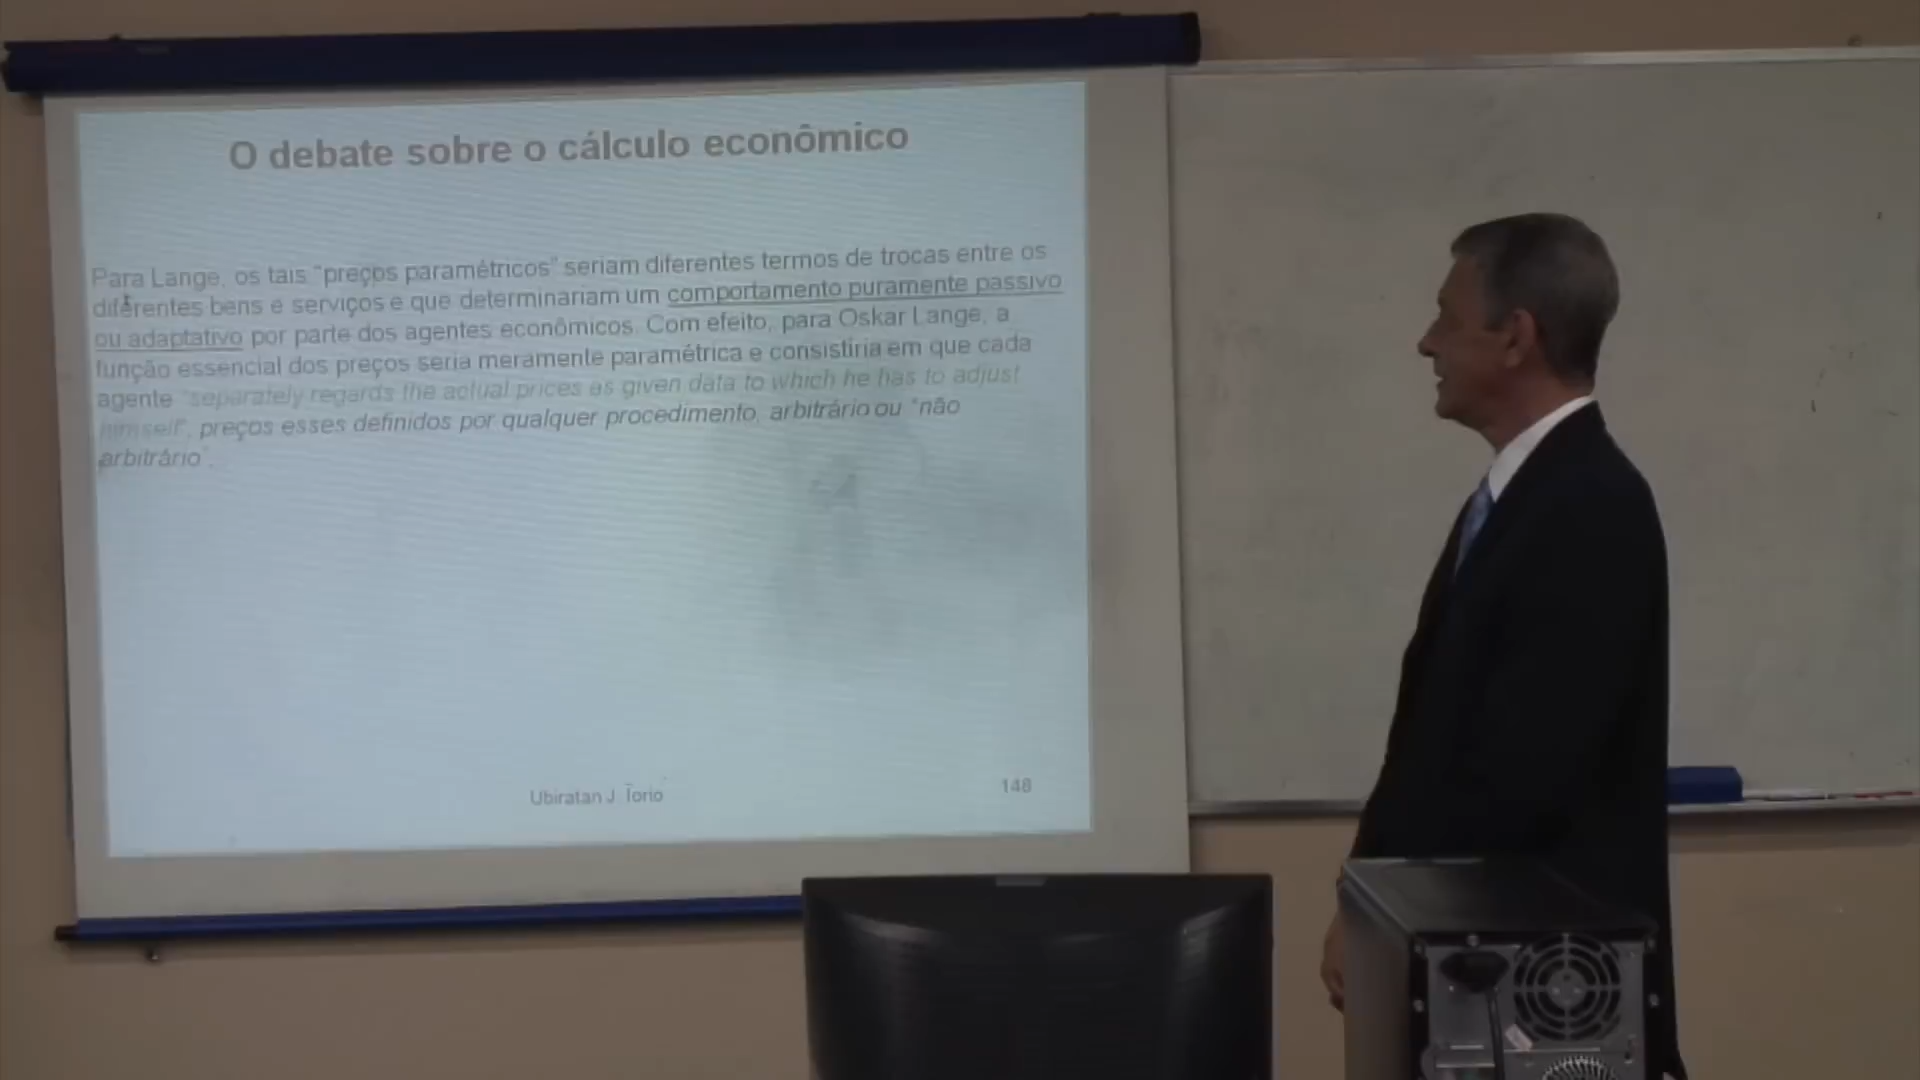 O debate sobre o cálculo econômico
Para Lange, os tais "preços paramétricos" seriam diferentes termos de trocas entre os
diferentes bens e serviços e que determinariam um comportamento puramente passivo
ou adaptativo por parte dos agentes econômicos. Com efeito, para Oskar Lange, a
função essencial dos preços seria meramente paramétrica e consistiria em que cada
agente "separately regards the actual prices as given data to which he has to adjust
himself", preços esses definidos por qualquer procedimento, arbitrário ou "não
arbitrário".
Ubiratan J. Iorio
148